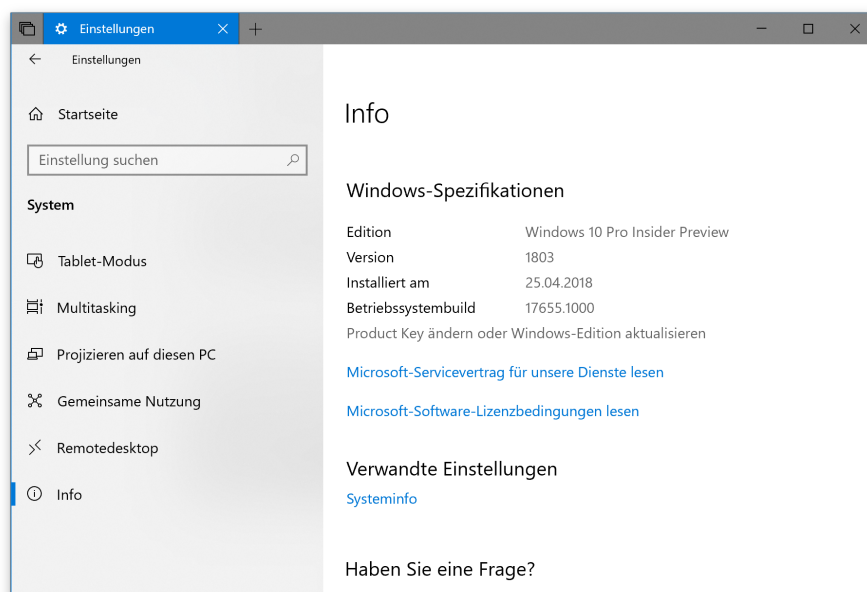 Einstellungen
Einstellungen
Startseite
Einstellung suchen
System
Tablet-Modus
Multitasking
Projizieren auf diesen PC
Gemeinsame Nutzung
Remotedesktop
Info
Info
Windows-Spezifikationen
Edition Windows 10 Pro Insider Preview
Version 1803
Installiert am 25.04.2018
Betriebssystembuild 17655.1000
Product Key ändern oder Windows-Edition aktualisieren
Microsoft-Servicevertrag für unsere Dienste lesen
Microsoft-Software-Lizenzbedingungen lesen
Verwandte Einstellungen
Systeminfo
Haben Sie eine Frage?